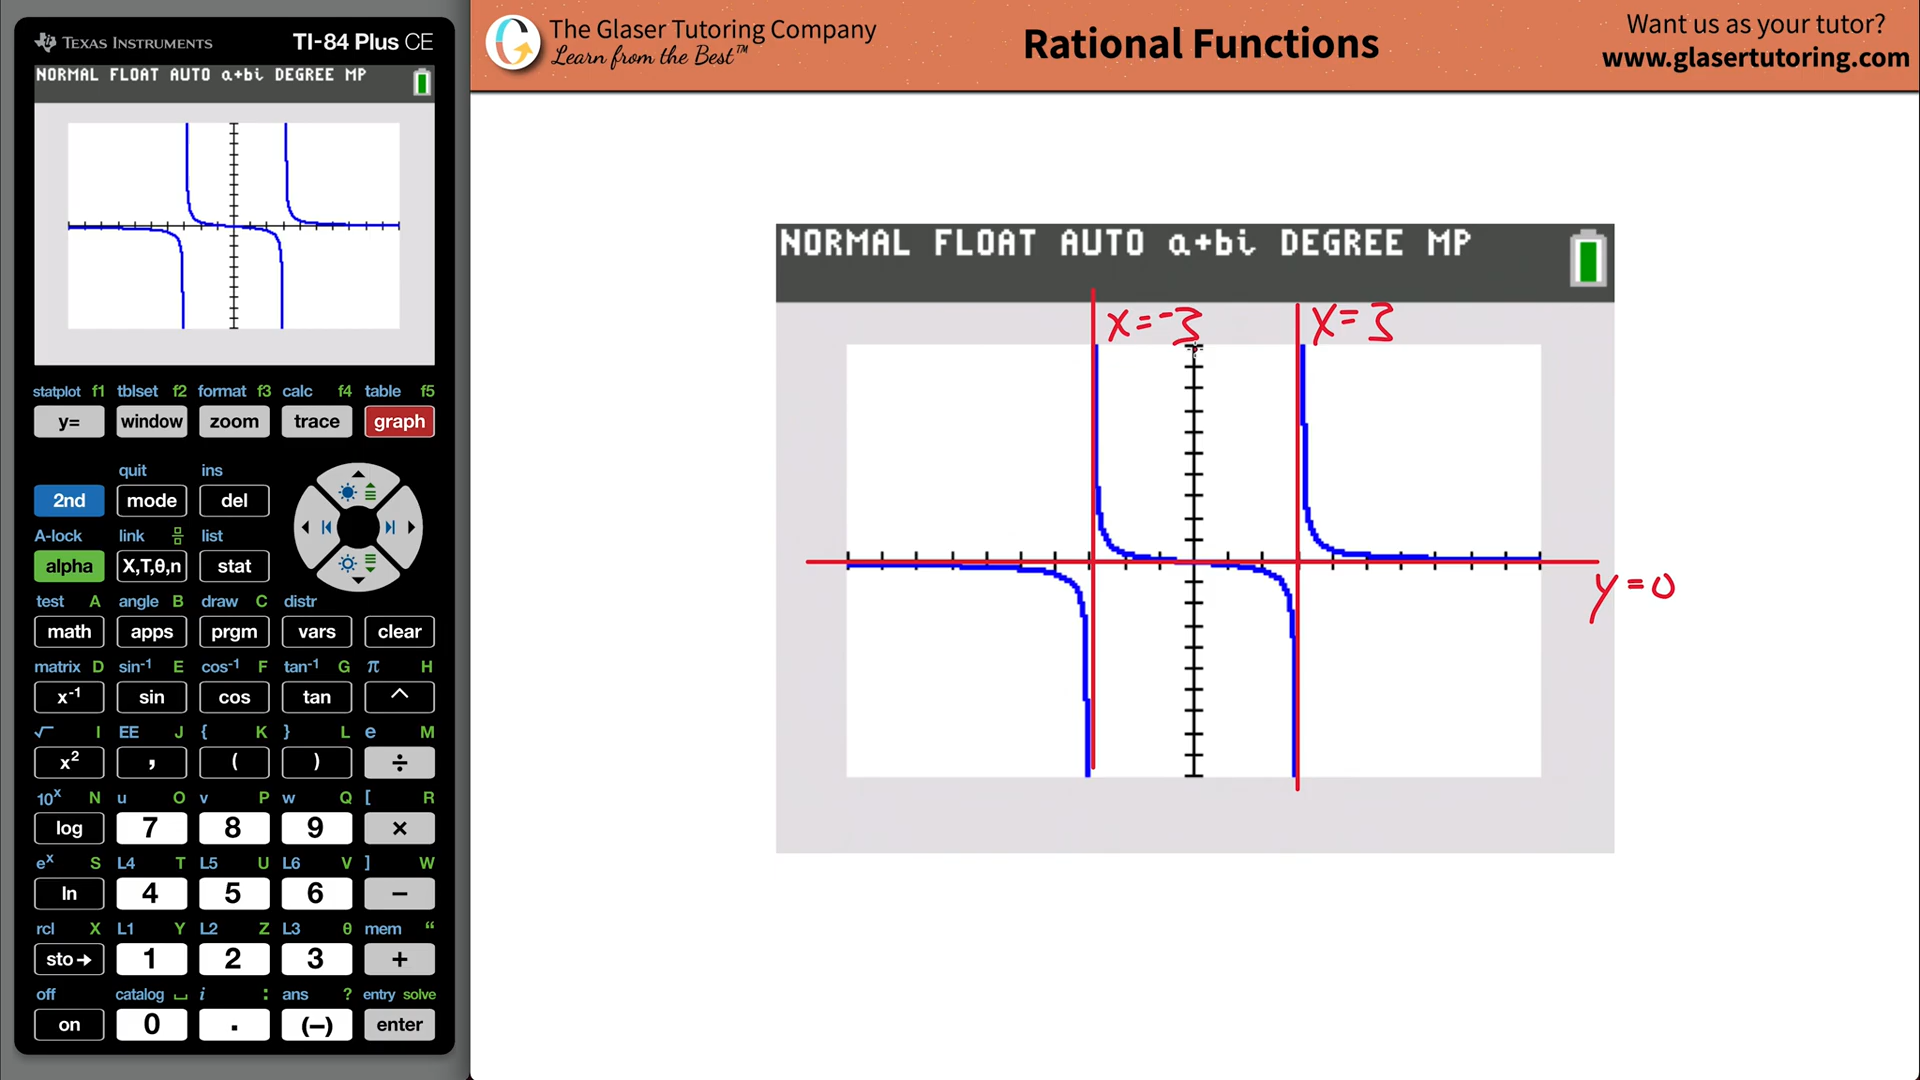 TEXAS INSTRUMENTS TI-84 Plus CE
NORMAL FLOAT AUTO a+bi DEGREE MP
statplot f1 tblset f2 format f3 calc f4 table f5
y= window zoom trace graph
quit ins
2nd mode del
A-lock link list
alpha X,T,θ,n stat
test A angle B draw C distr
math apps prgm vars clear
matrix D sin⁻¹ E cos⁻¹ F tan⁻¹ G π H
x⁻¹ sin cos tan ^
√ I EE J { K } L e M
x² , ( ) ÷
10ˣ N u O v P w Q [ R
log 7 8 9 ×
eˣ S L4 T L5 U L6 V ] W
ln 4 5 6 −
rcl X L1 Y L2 Z L3 θ mem "
sto→ 1 2 3 +
off catalog ⎵ i : ans ? entry solve
on 0 . (−) enter
The Glaser Tutoring Company
Learn from the Best™
Rational Functions
Want us as your tutor?
www.glasertutoring.com
NORMAL FLOAT AUTO a+bi DEGREE MP
x=-3 x=3
y=0